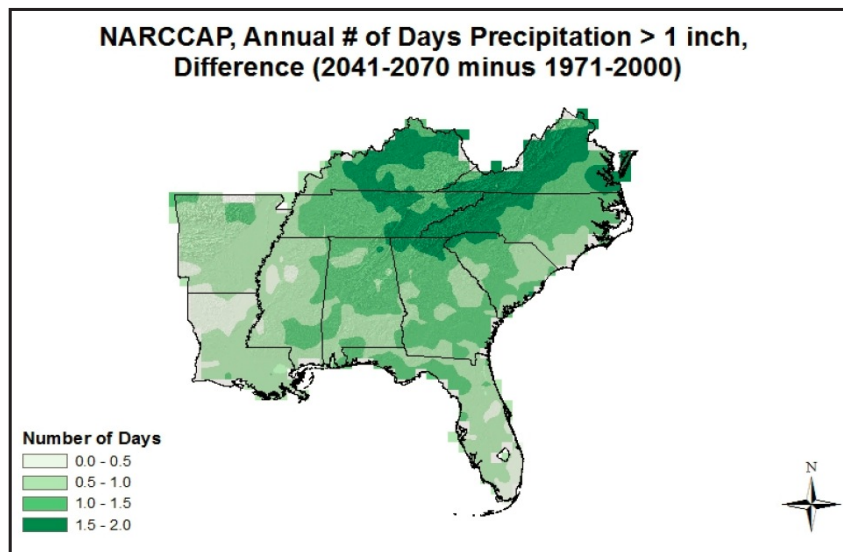 NARCCAP, Annual # of Days Precipitation > 1 inch,
Difference (2041-2070 minus 1971-2000)
Number of Days
0.0 - 0.5
0.5 - 1.0
1.0 - 1.5
1.5 - 2.0
N